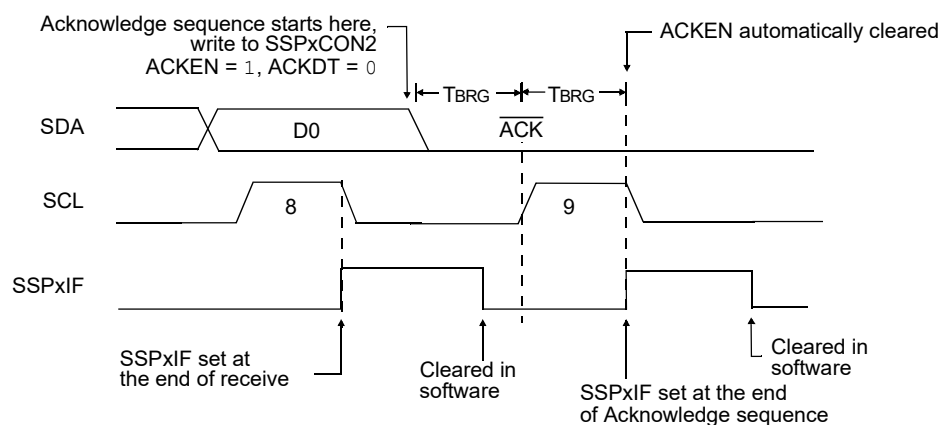 Acknowledge sequence starts here,
write to SSPxCON2
ACKEN = 1, ACKDT = 0
ACKEN automatically cleared
TBRG
TBRG
SDA
D0
ACK
SCL
8
9
SSPxIF
SSPxIF set at
the end of receive
Cleared in
software
SSPxIF set at the end
of Acknowledge sequence
Cleared in
software